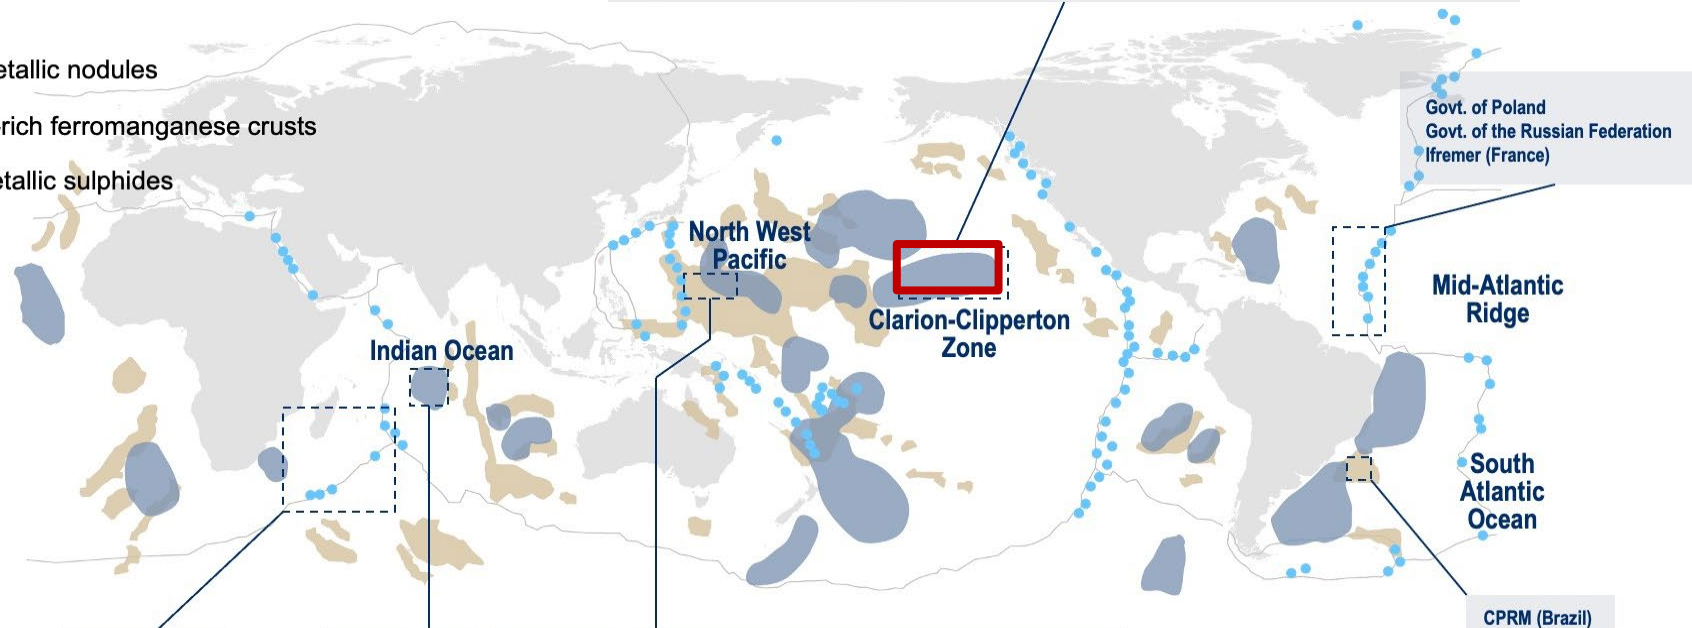 etallic nodules
-rich ferromanganese crusts
etallic sulphides
Govt. of Poland
Govt. of the Russian Federation
Ifremer (France)
North West
Pacific
Mid-Atlantic
Ridge
Clarion-Clipperton
Zone
Indian Ocean
South
Atlantic
Ocean
CPRM (Brazil)